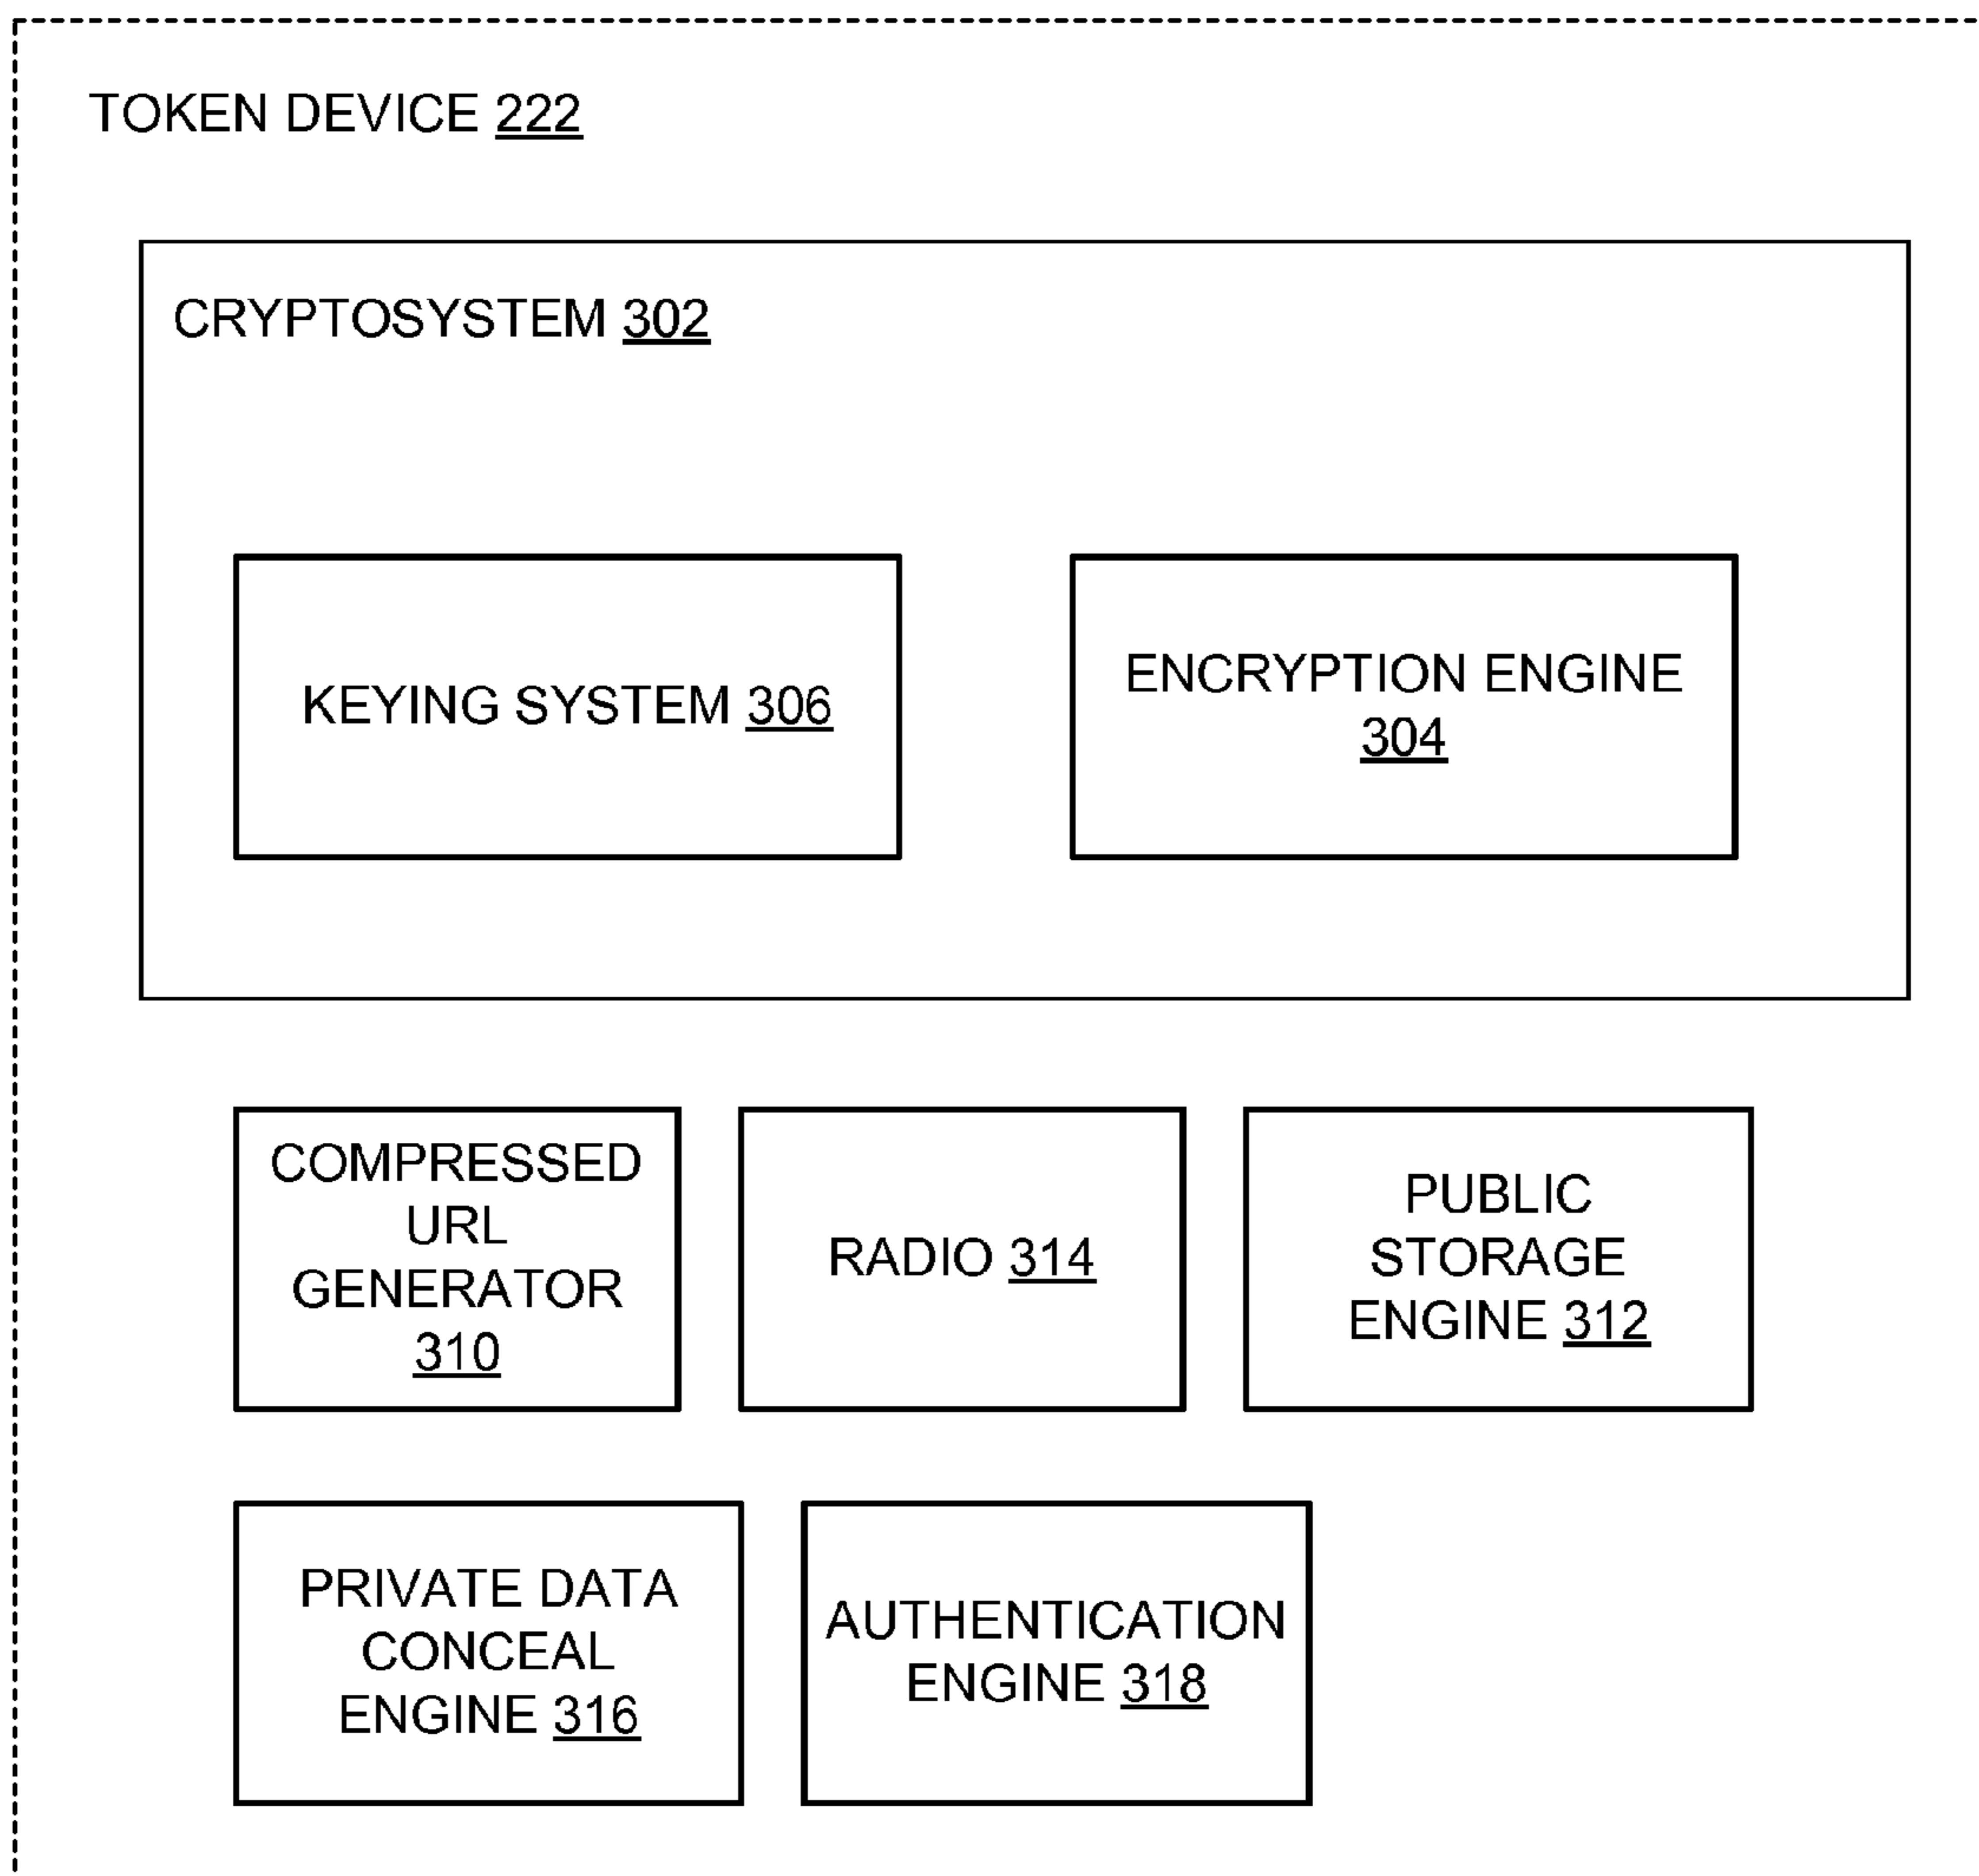 TOKEN DEVICE 222
CRYPTOSYSTEM 302
KEYING SYSTEM 306
ENCRYPTION ENGINE
304
COMPRESSED
URL
GENERATOR
310
RADIO 314
PUBLIC
STORAGE
ENGINE 312
PRIVATE DATA
CONCEAL
ENGINE 316
AUTHENTICATION
ENGINE 318